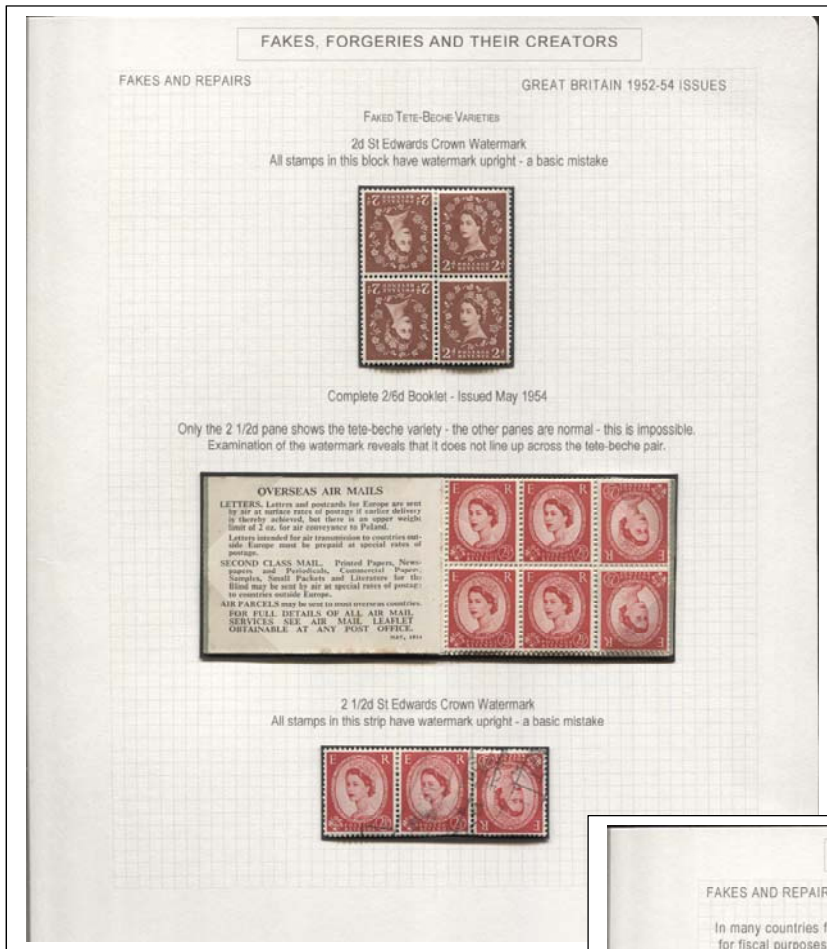 FAKES, FORGERIES AND THEIR CREATORS
FAKES AND REPAIRS
GREAT BRITAIN 1952-54 ISSUES
FAKED TETE-BECHE VARIETIES
2d St Edwards Crown Watermark
All stamps in this block have watermark upright - a basic mistake
Complete 2/6d Booklet - Issued May 1954
Only the 2 1/2d pane shows the tete-beche variety - the other panes are normal - this is impossible.
Examination of the watermark reveals that it does not line up across the tete-beche pair.
OVERSEAS AIR MAILS
LETTERS. Letters and postcards for Europe are sent
by air at surface rates of postage if earlier delivery
is thereby achieved, but there is an upper weight
limit of 2 oz. for air conveyance to Poland.
Letters intended for air transmission to countries out-
side Europe must be prepaid at special rates of
postage.
SECOND CLASS MAIL. Printed Papers, News-
papers and Periodicals, Commercial Papers,
Samples, Small Packets and Literature for the
Blind may be sent by air at special rates of postage
to countries outside Europe.
AIR PARCELS may be sent to most overseas countries.
FOR FULL DETAILS OF ALL AIR MAIL
SERVICES SEE AIR MAIL LEAFLET
OBTAINABLE AT ANY POST OFFICE.
MAY, 1954
E R E R E R
E R E R E R
2 1/2d St Edwards Crown Watermark
All stamps in this strip have watermark upright - a basic mistake
E R E R E R
FAKES AND REPAIR
In many countries f
for fiscal purposes